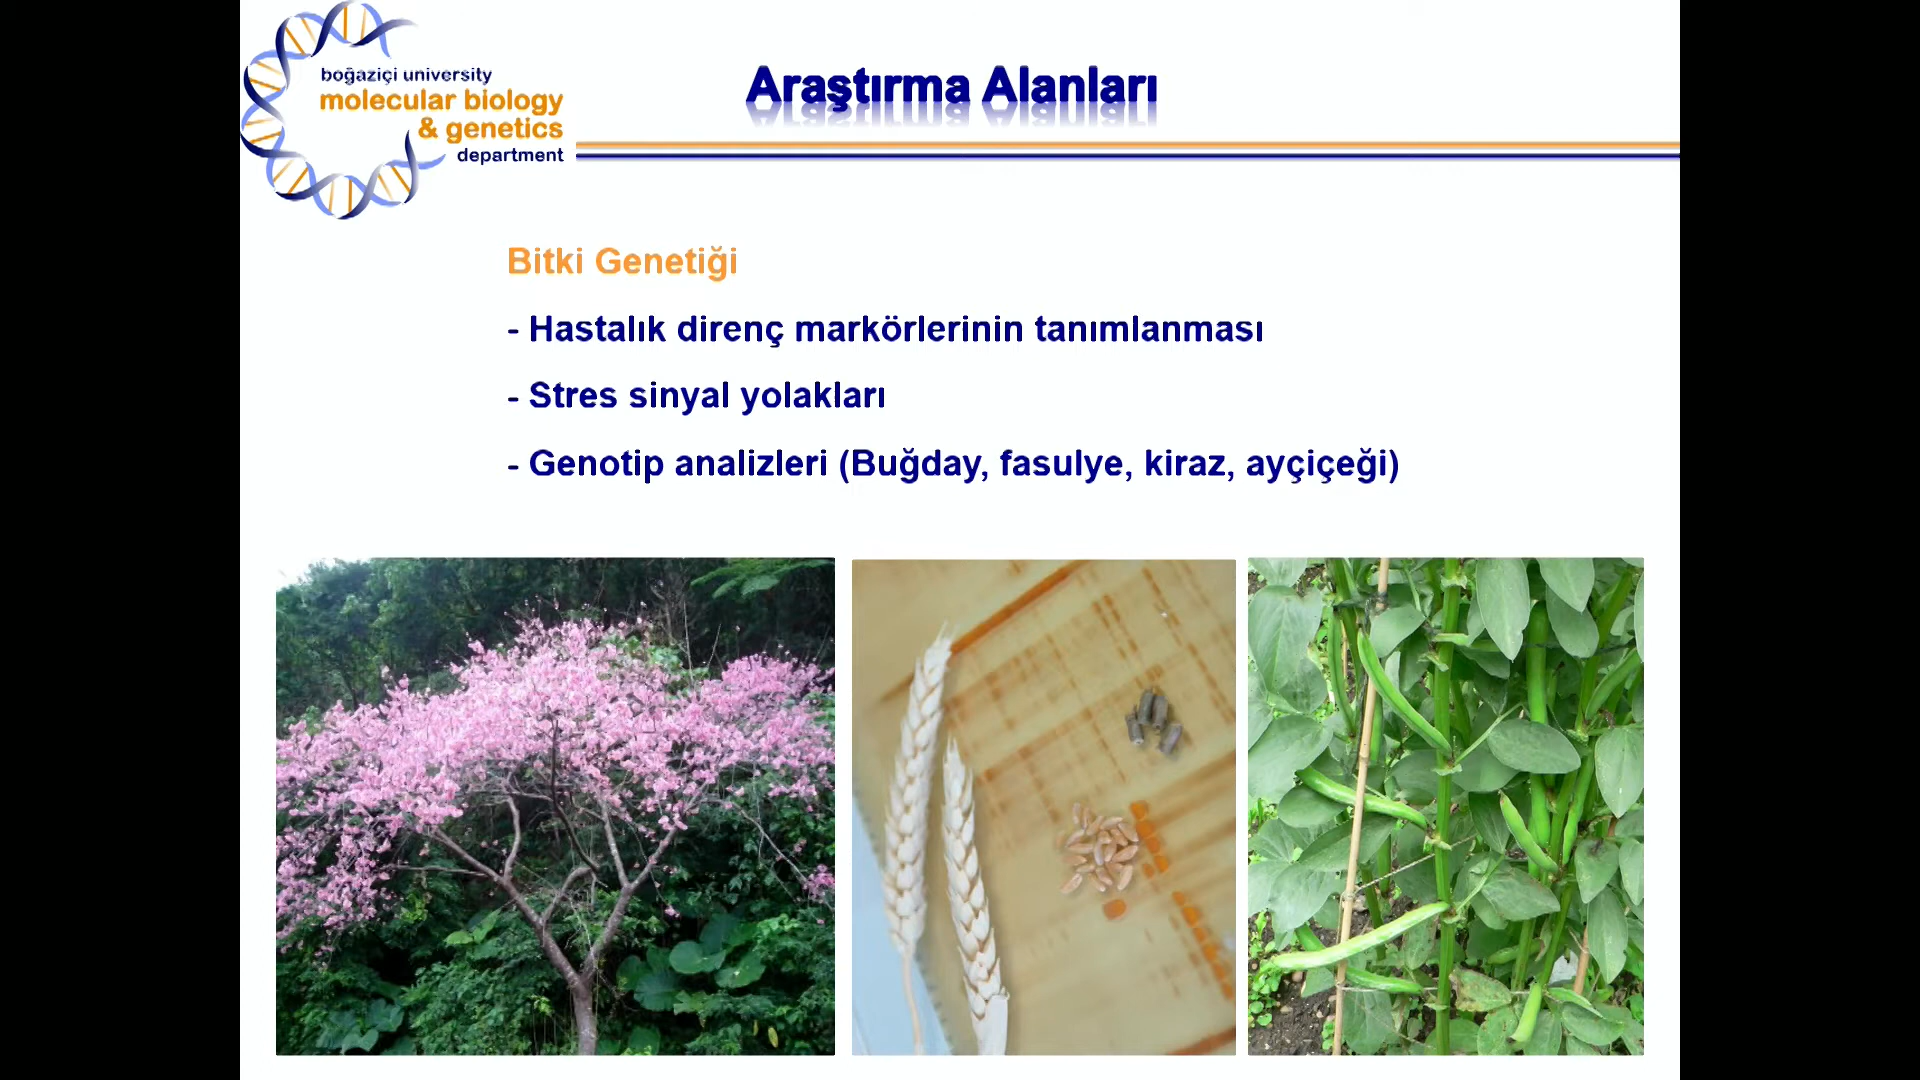 boğaziçi university
molecular biology
& genetics
department
Araştırma Alanları
Bitki Genetiği
- Hastalık direnç markörlerinin tanımlanması
- Stres sinyal yolakları
- Genotip analizleri (Buğday, fasulye, kiraz, ayçiçeği)